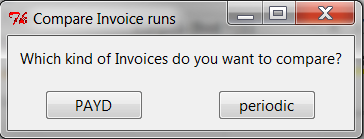 Compare Invoice runs
Which kind of Invoices do you want to compare?
PAYD periodic